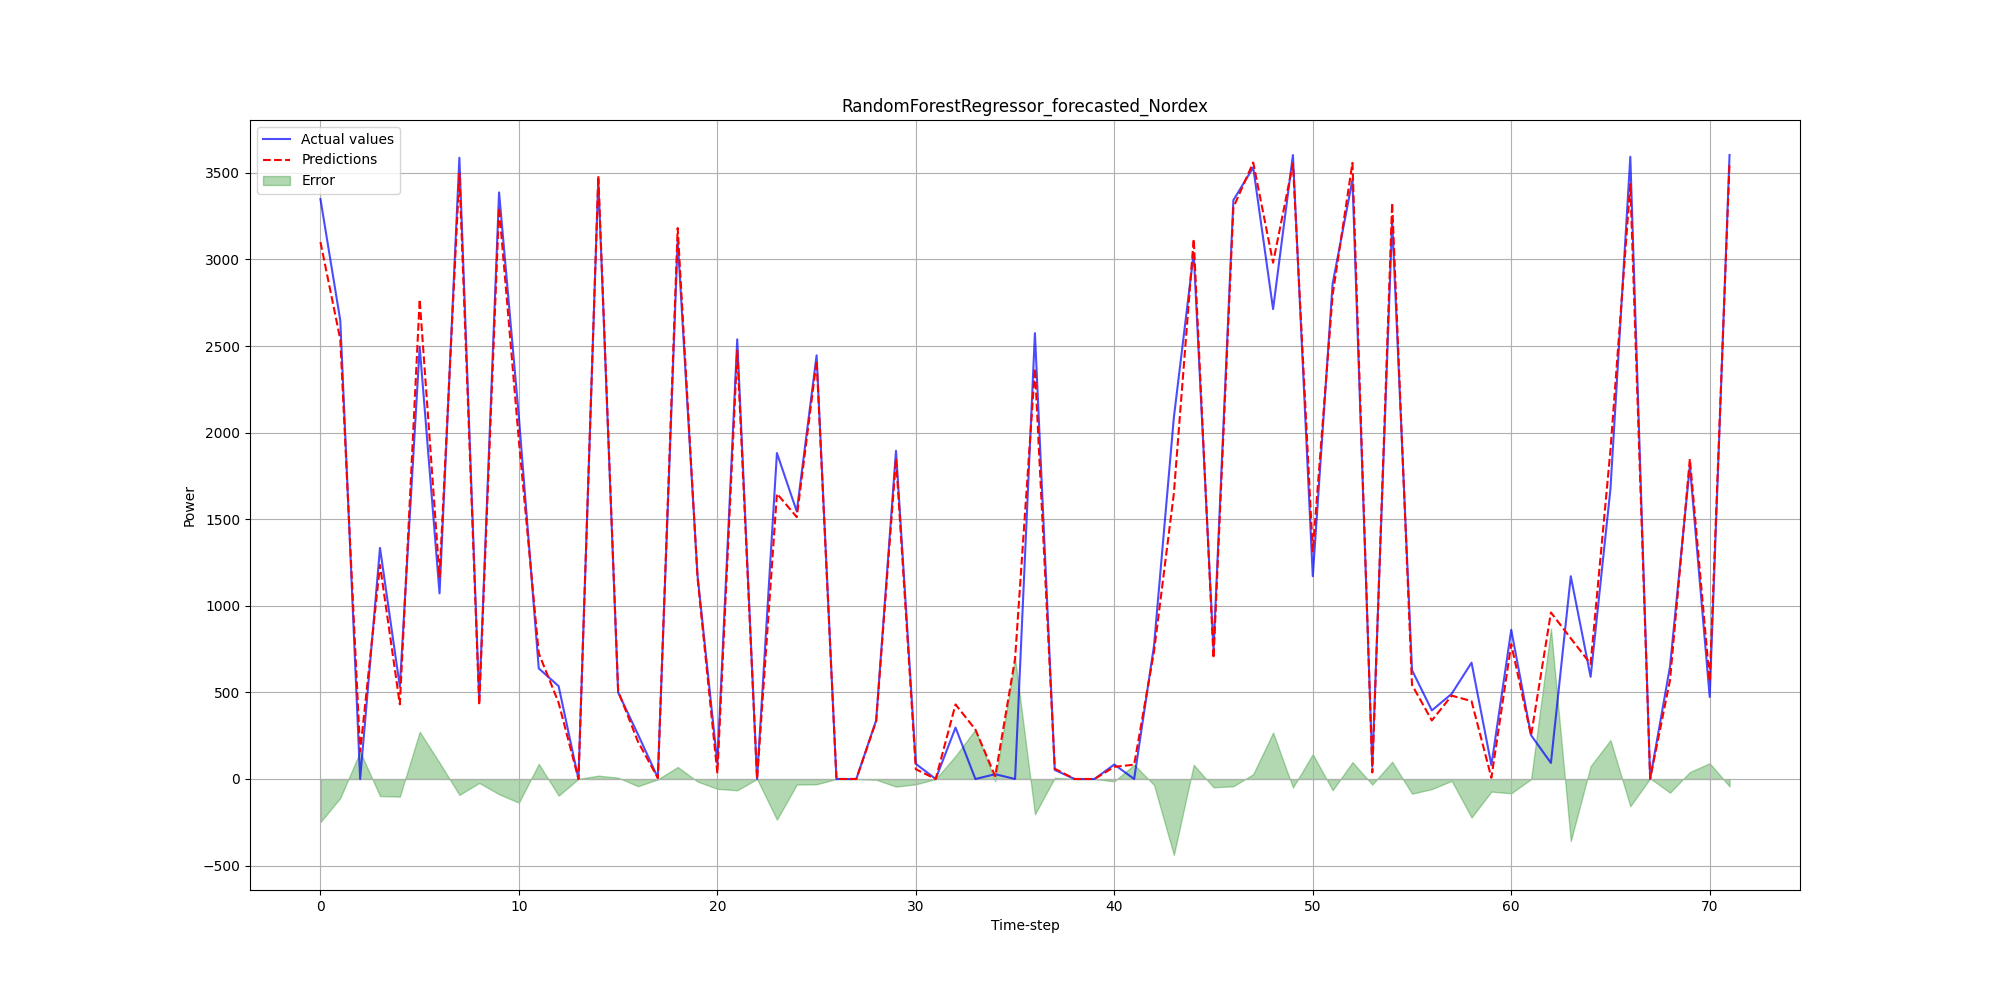 RandomForestRegressor_forecasted_Nordex
Actual values
Predictions
Error
3500
3000
2500
2000
1500
1000
500
0
−500
Power
0 10 20 30 40 50 60 70
Time-step